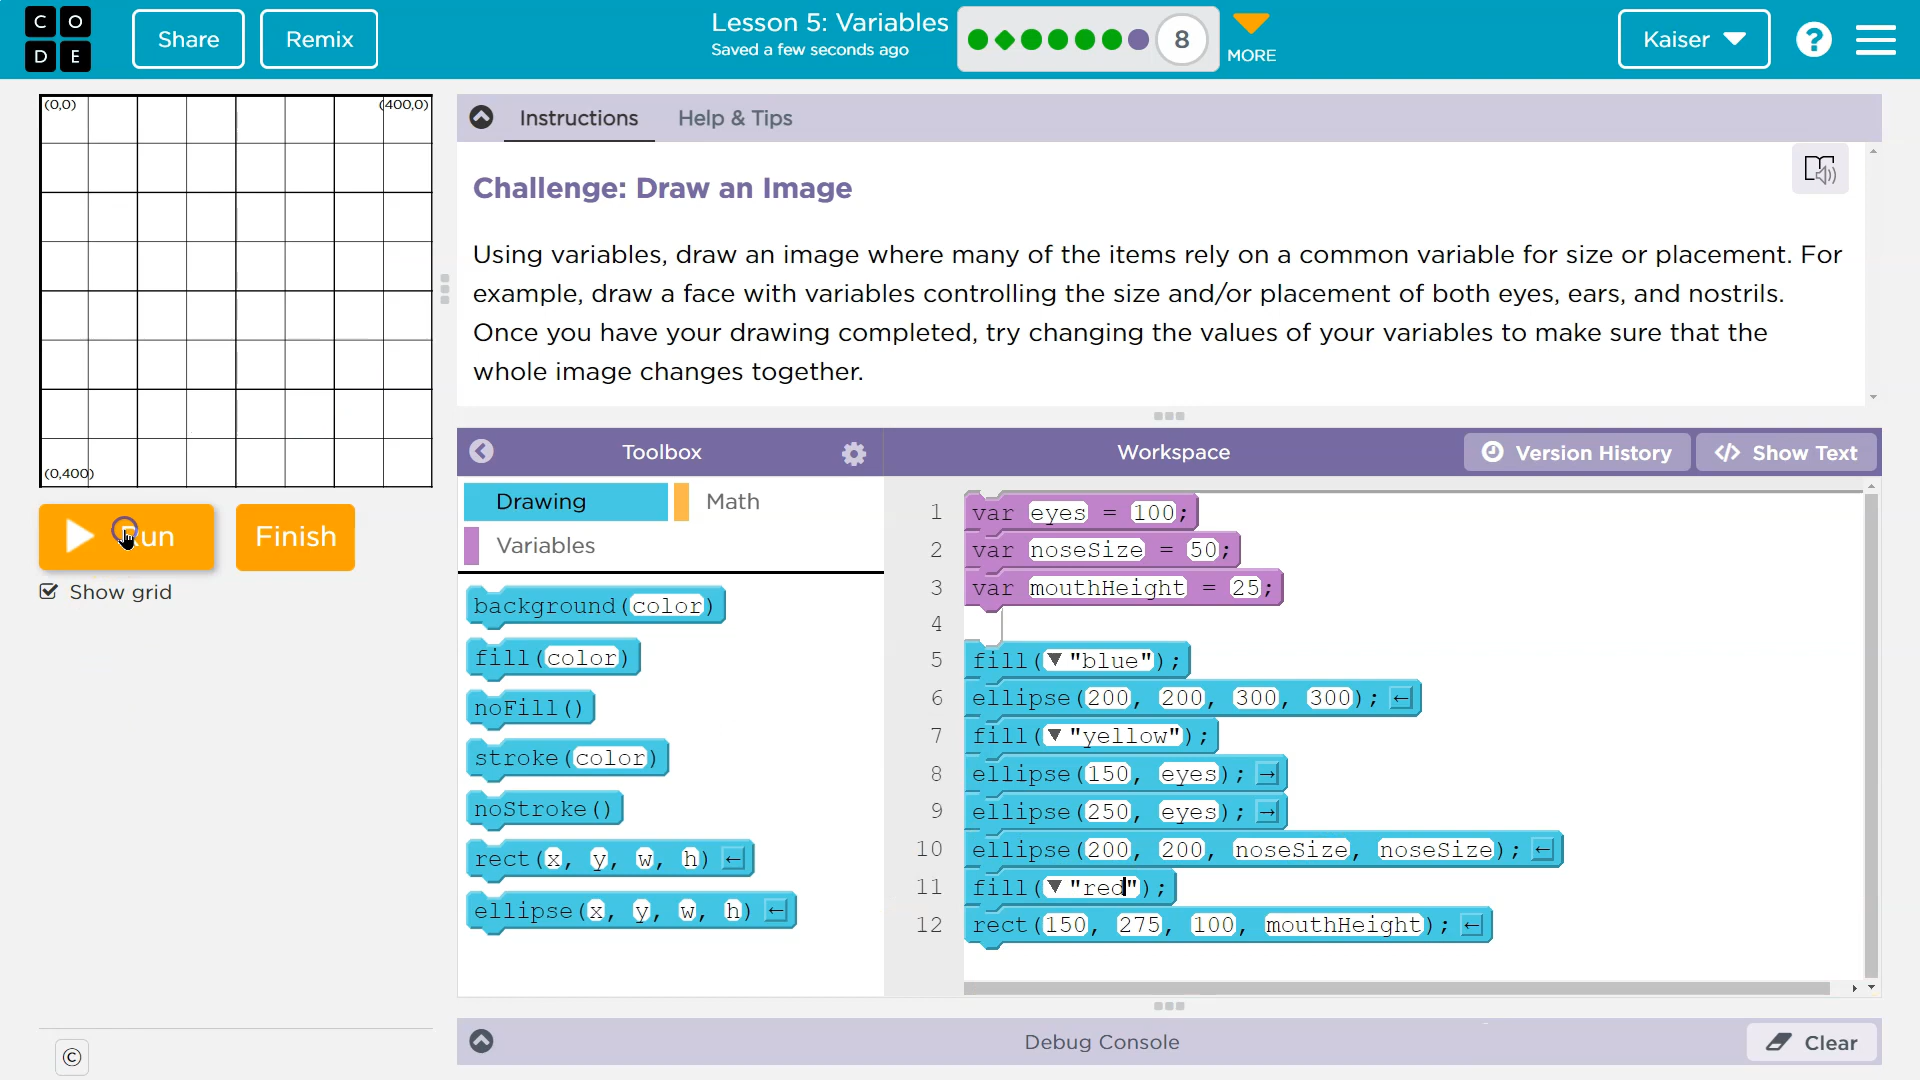 C O
D E
Share
Remix
Lesson 5: Variables
Saved a few seconds ago
8
MORE
Kaiser
?
(0,0)
(400,0)
(0,400)
Run
Finish
Show grid
©
Instructions
Help & Tips
Challenge: Draw an Image
Using variables, draw an image where many of the items rely on a common variable for size or placement. For
example, draw a face with variables controlling the size and/or placement of both eyes, ears, and nostrils.
Once you have your drawing completed, try changing the values of your variables to make sure that the
whole image changes together.
Toolbox
Drawing
Math
Variables
background(color)
fill(color)
noFill()
stroke(color)
noStroke()
rect(x, y, w, h) ←
ellipse(x, y, w, h) ←
Workspace
Version History
</> Show Text
1 var eyes = 100;
2 var noseSize = 50;
3 var mouthHeight = 25;
4
5 fill(▼"blue");
6 ellipse(200, 200, 300, 300); ←
7 fill(▼"yellow");
8 ellipse(150, eyes); →
9 ellipse(250, eyes); →
10 ellipse(200, 200, noseSize, noseSize); ←
11 fill(▼"red");
12 rect(150, 275, 100, mouthHeight); ←
Debug Console
Clear